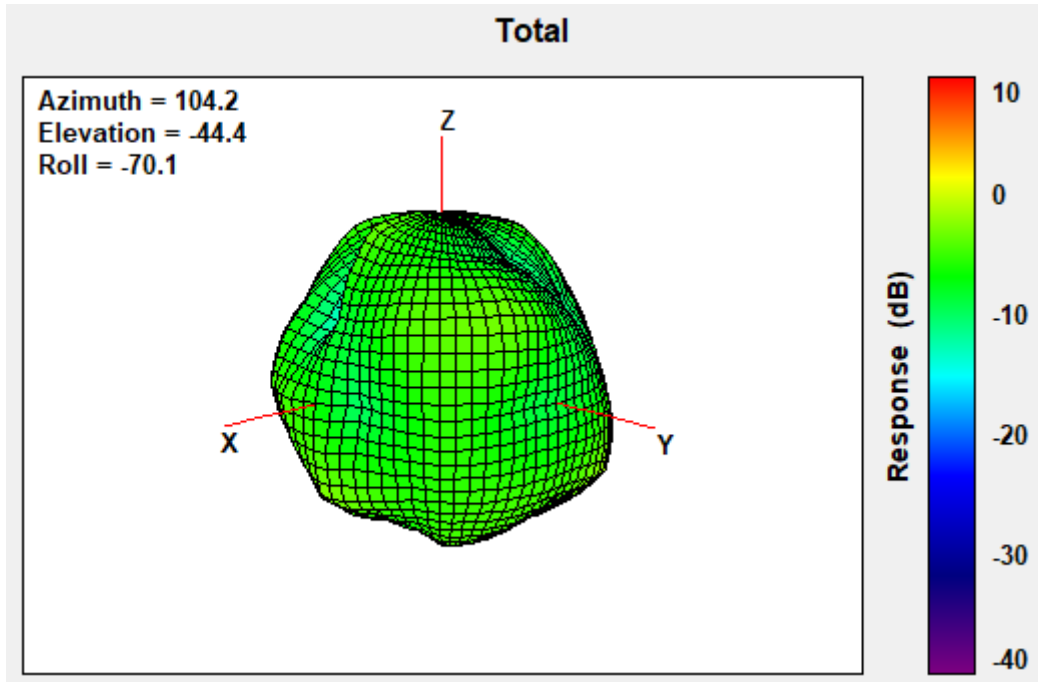 Total
Azimuth = 104.2
Elevation = -44.4
Roll = -70.1
Z
X
Y
Response (dB)
10
0
-10
-20
-30
-40